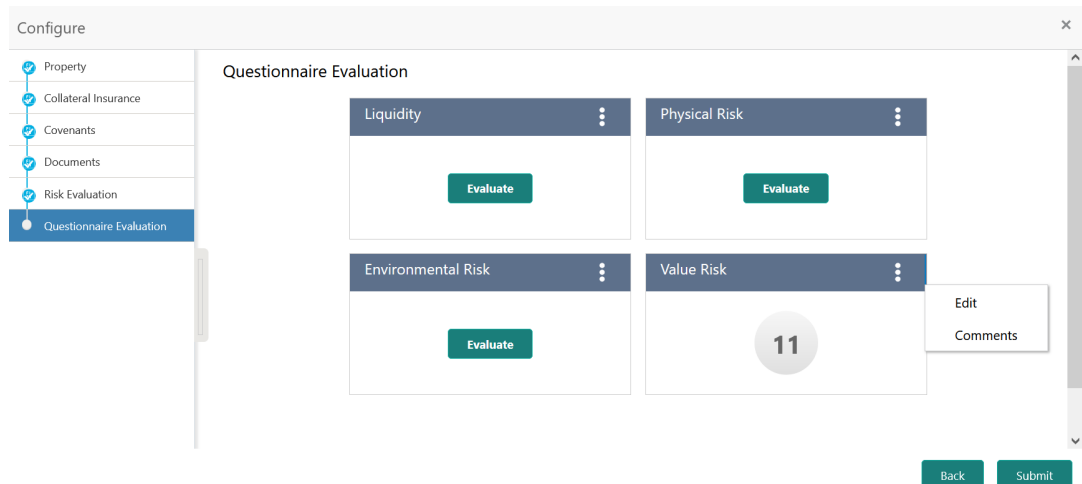 Configure
×
Property
Collateral Insurance
Covenants
Documents
Risk Evaluation
Questionnaire Evaluation
Questionnaire Evaluation
Liquidity
Physical Risk
Evaluate
Evaluate
Environmental Risk
Value Risk
Edit
Comments
Evaluate
11
Back
Submit